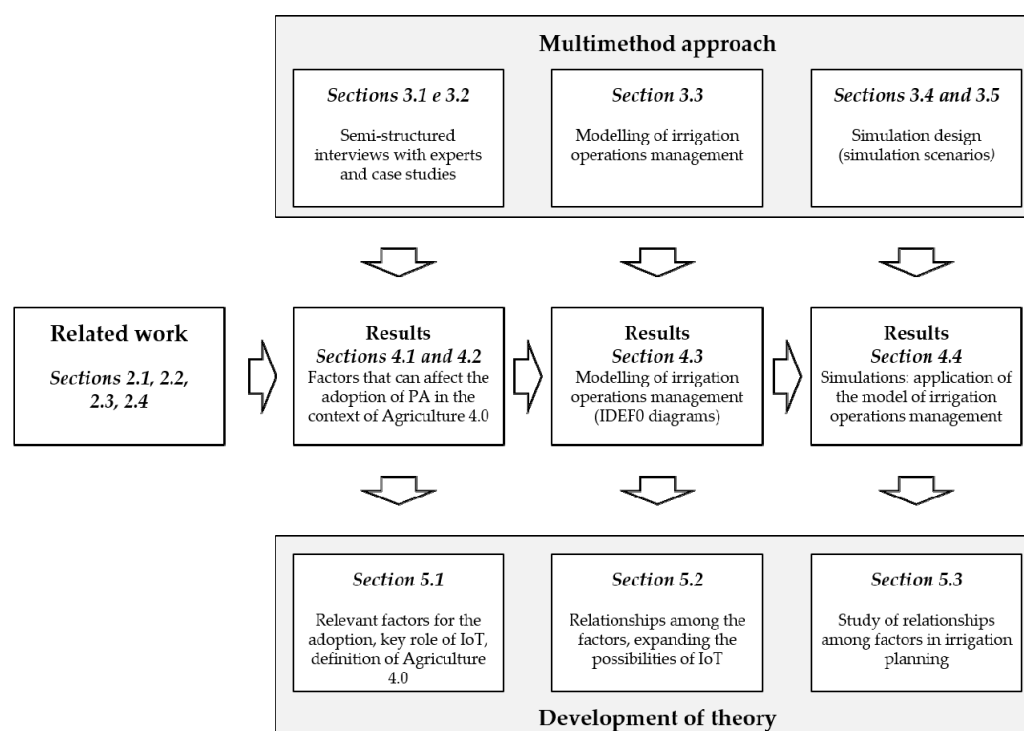 Multimethod approach
Sections 3.1 e 3.2
Semi-structured
interviews with experts
and case studies
Section 3.3
Modelling of irrigation
operations management
Sections 3.4 and 3.5
Simulation design
(simulation scenarios)
Related work
Sections 2.1, 2.2,
2.3, 2.4
Results
Sections 4.1 and 4.2
Factors that can affect the
adoption of PA in the
context of Agriculture 4.0
Results
Section 4.3
Modelling of irrigation
operations management
(IDEF0 diagrams)
Results
Section 4.4
Simulations: application of
the model of irrigation
operations management
Section 5.1
Relevant factors for the
adoption, key role of IoT,
definition of Agriculture
4.0
Section 5.2
Relationships among the
factors, expanding the
possibilities of IoT
Section 5.3
Study of relationships
among factors in irrigation
planning
Development of theory